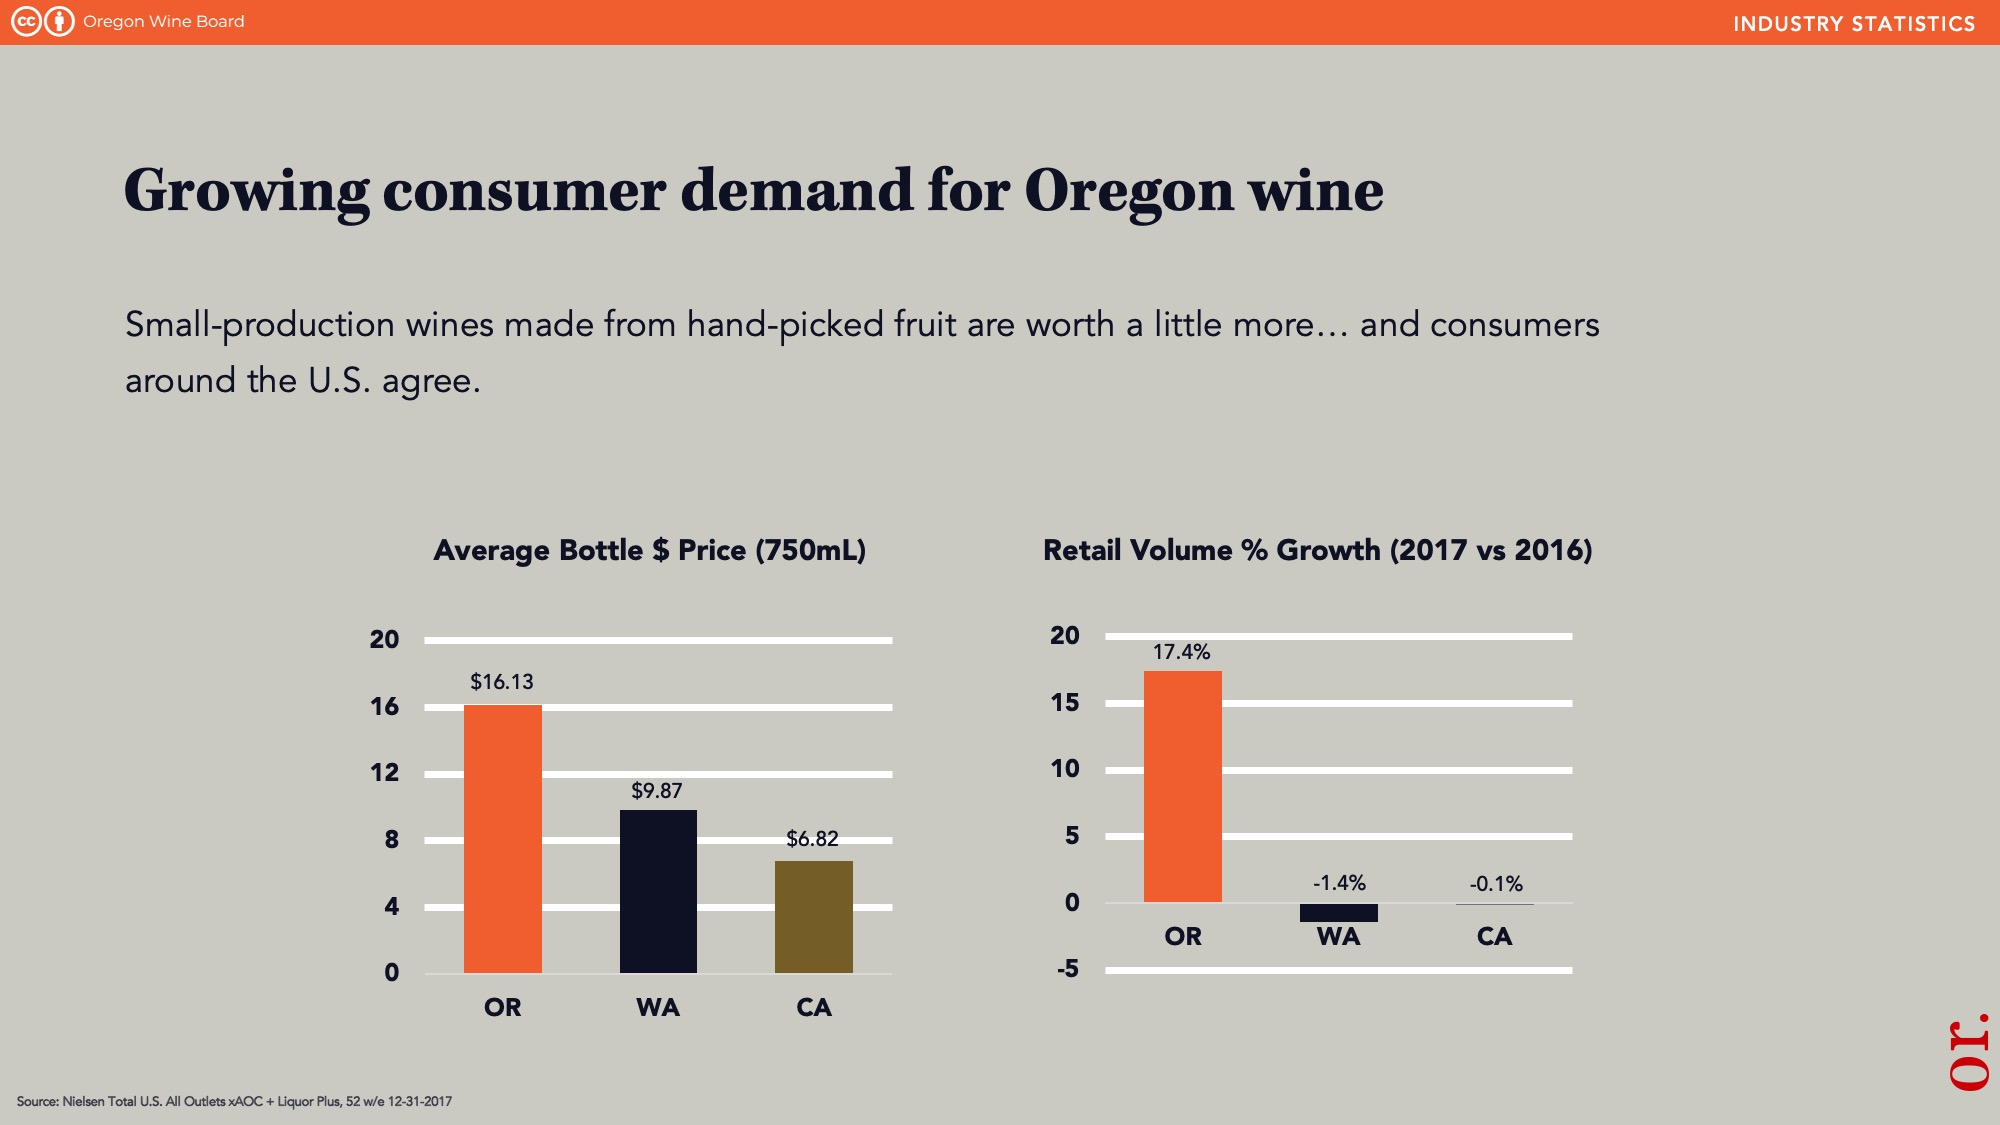 cc Oregon Wine Board
INDUSTRY STATISTICS
Growing consumer demand for Oregon wine
Small-production wines made from hand-picked fruit are worth a little more… and consumers
around the U.S. agree.
Average Bottle $ Price (750mL)
20
16
12
8
4
0
$16.13
$9.87
$6.82
OR
WA
CA
Retail Volume % Growth (2017 vs 2016)
20
15
10
5
0
-5
17.4%
-1.4%
-0.1%
OR
WA
CA
or.
Source: Nielsen Total U.S. All Outlets xAOC + Liquor Plus, 52 w/e 12-31-2017